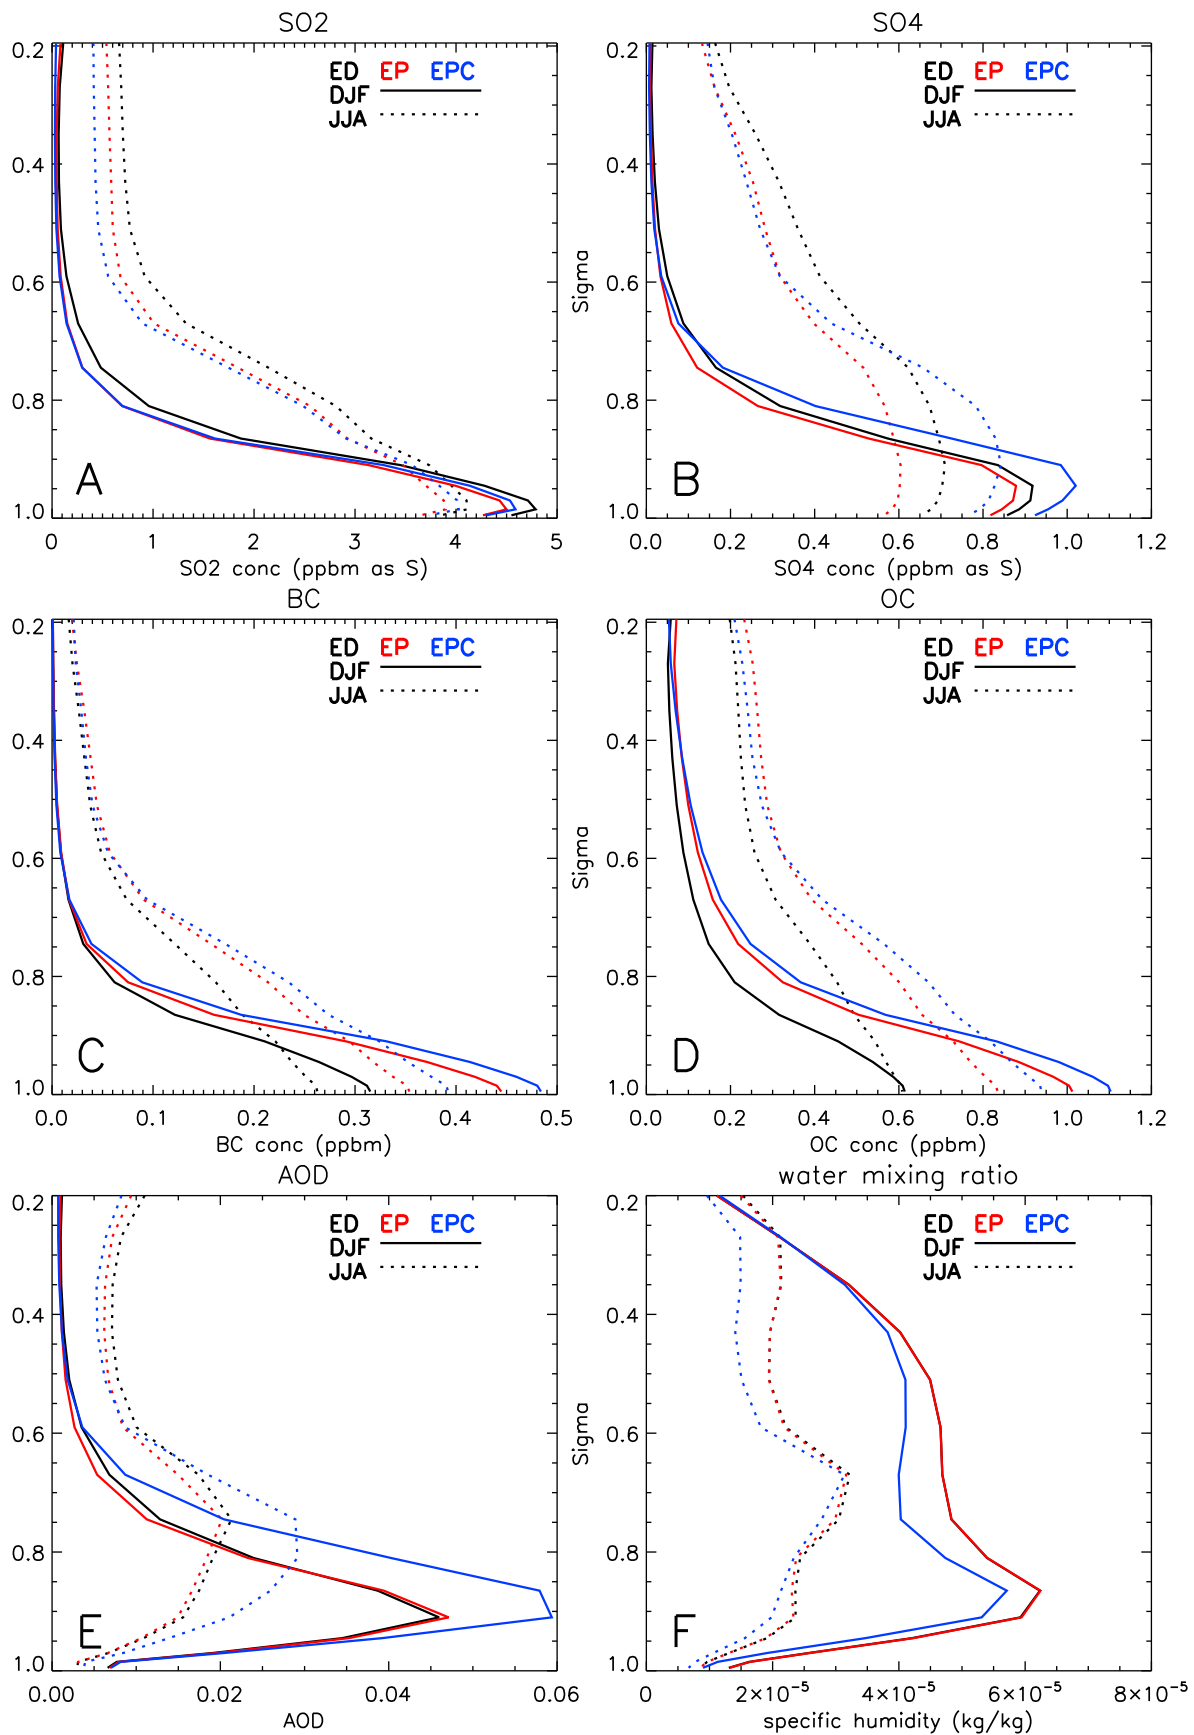 SO2
SO4
0.2
ED EP EPC
DJF
JJA
0.4
0.6
0.8
A
1.0
0 1 2 3 4 5
SO2 conc (ppbm as S)
0.2
ED EP EPC
DJF
JJA
0.4
Sigma
0.6
0.8
B
1.0
0.0 0.2 0.4 0.6 0.8 1.0 1.2
SO4 conc (ppbm as S)
BC
OC
0.2
ED EP EPC
DJF
JJA
0.4
0.6
0.8
C
1.0
0.0 0.1 0.2 0.3 0.4 0.5
BC conc (ppbm)
0.2
ED EP EPC
DJF
JJA
0.4
Sigma
0.6
0.8
D
1.0
0.0 0.2 0.4 0.6 0.8 1.0 1.2
OC conc (ppbm)
AOD
water mixing ratio
0.2
ED EP EPC
DJF
JJA
0.4
0.6
0.8
E
1.0
0.00 0.02 0.04 0.06
AOD
0.2
ED EP EPC
DJF
JJA
0.4
Sigma
0.6
0.8
F
1.0
0 2×10⁻⁵ 4×10⁻⁵ 6×10⁻⁵ 8×10⁻⁵
specific humidity (kg/kg)